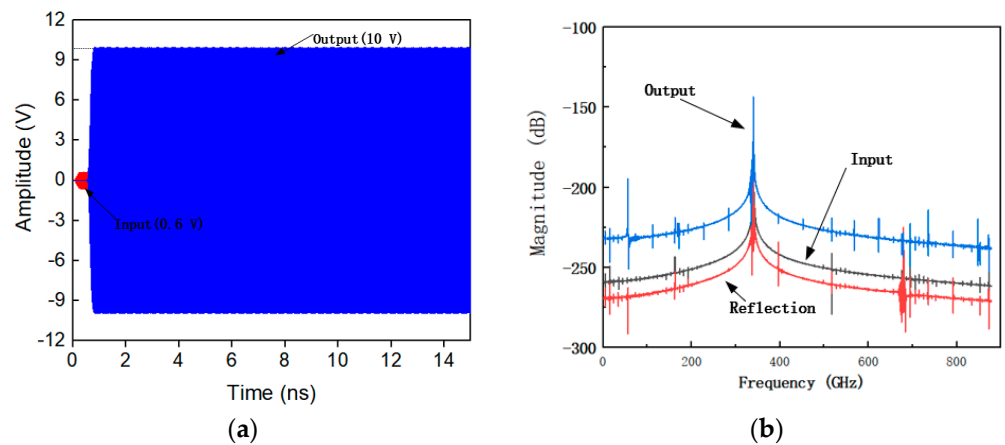 12
9
6
3
0
-3
-6
-9
-12
Amplitude (V)
Output(10 V)
Input(0.6 V)
0
2
4
6
8
10
12
14
Time (ns)
(a)
-50
-100
-150
-200
-250
-300
Magnitude (dB)
Output
Input
Reflection
0
200
400
600
800
Frequency (GHz)
(b)